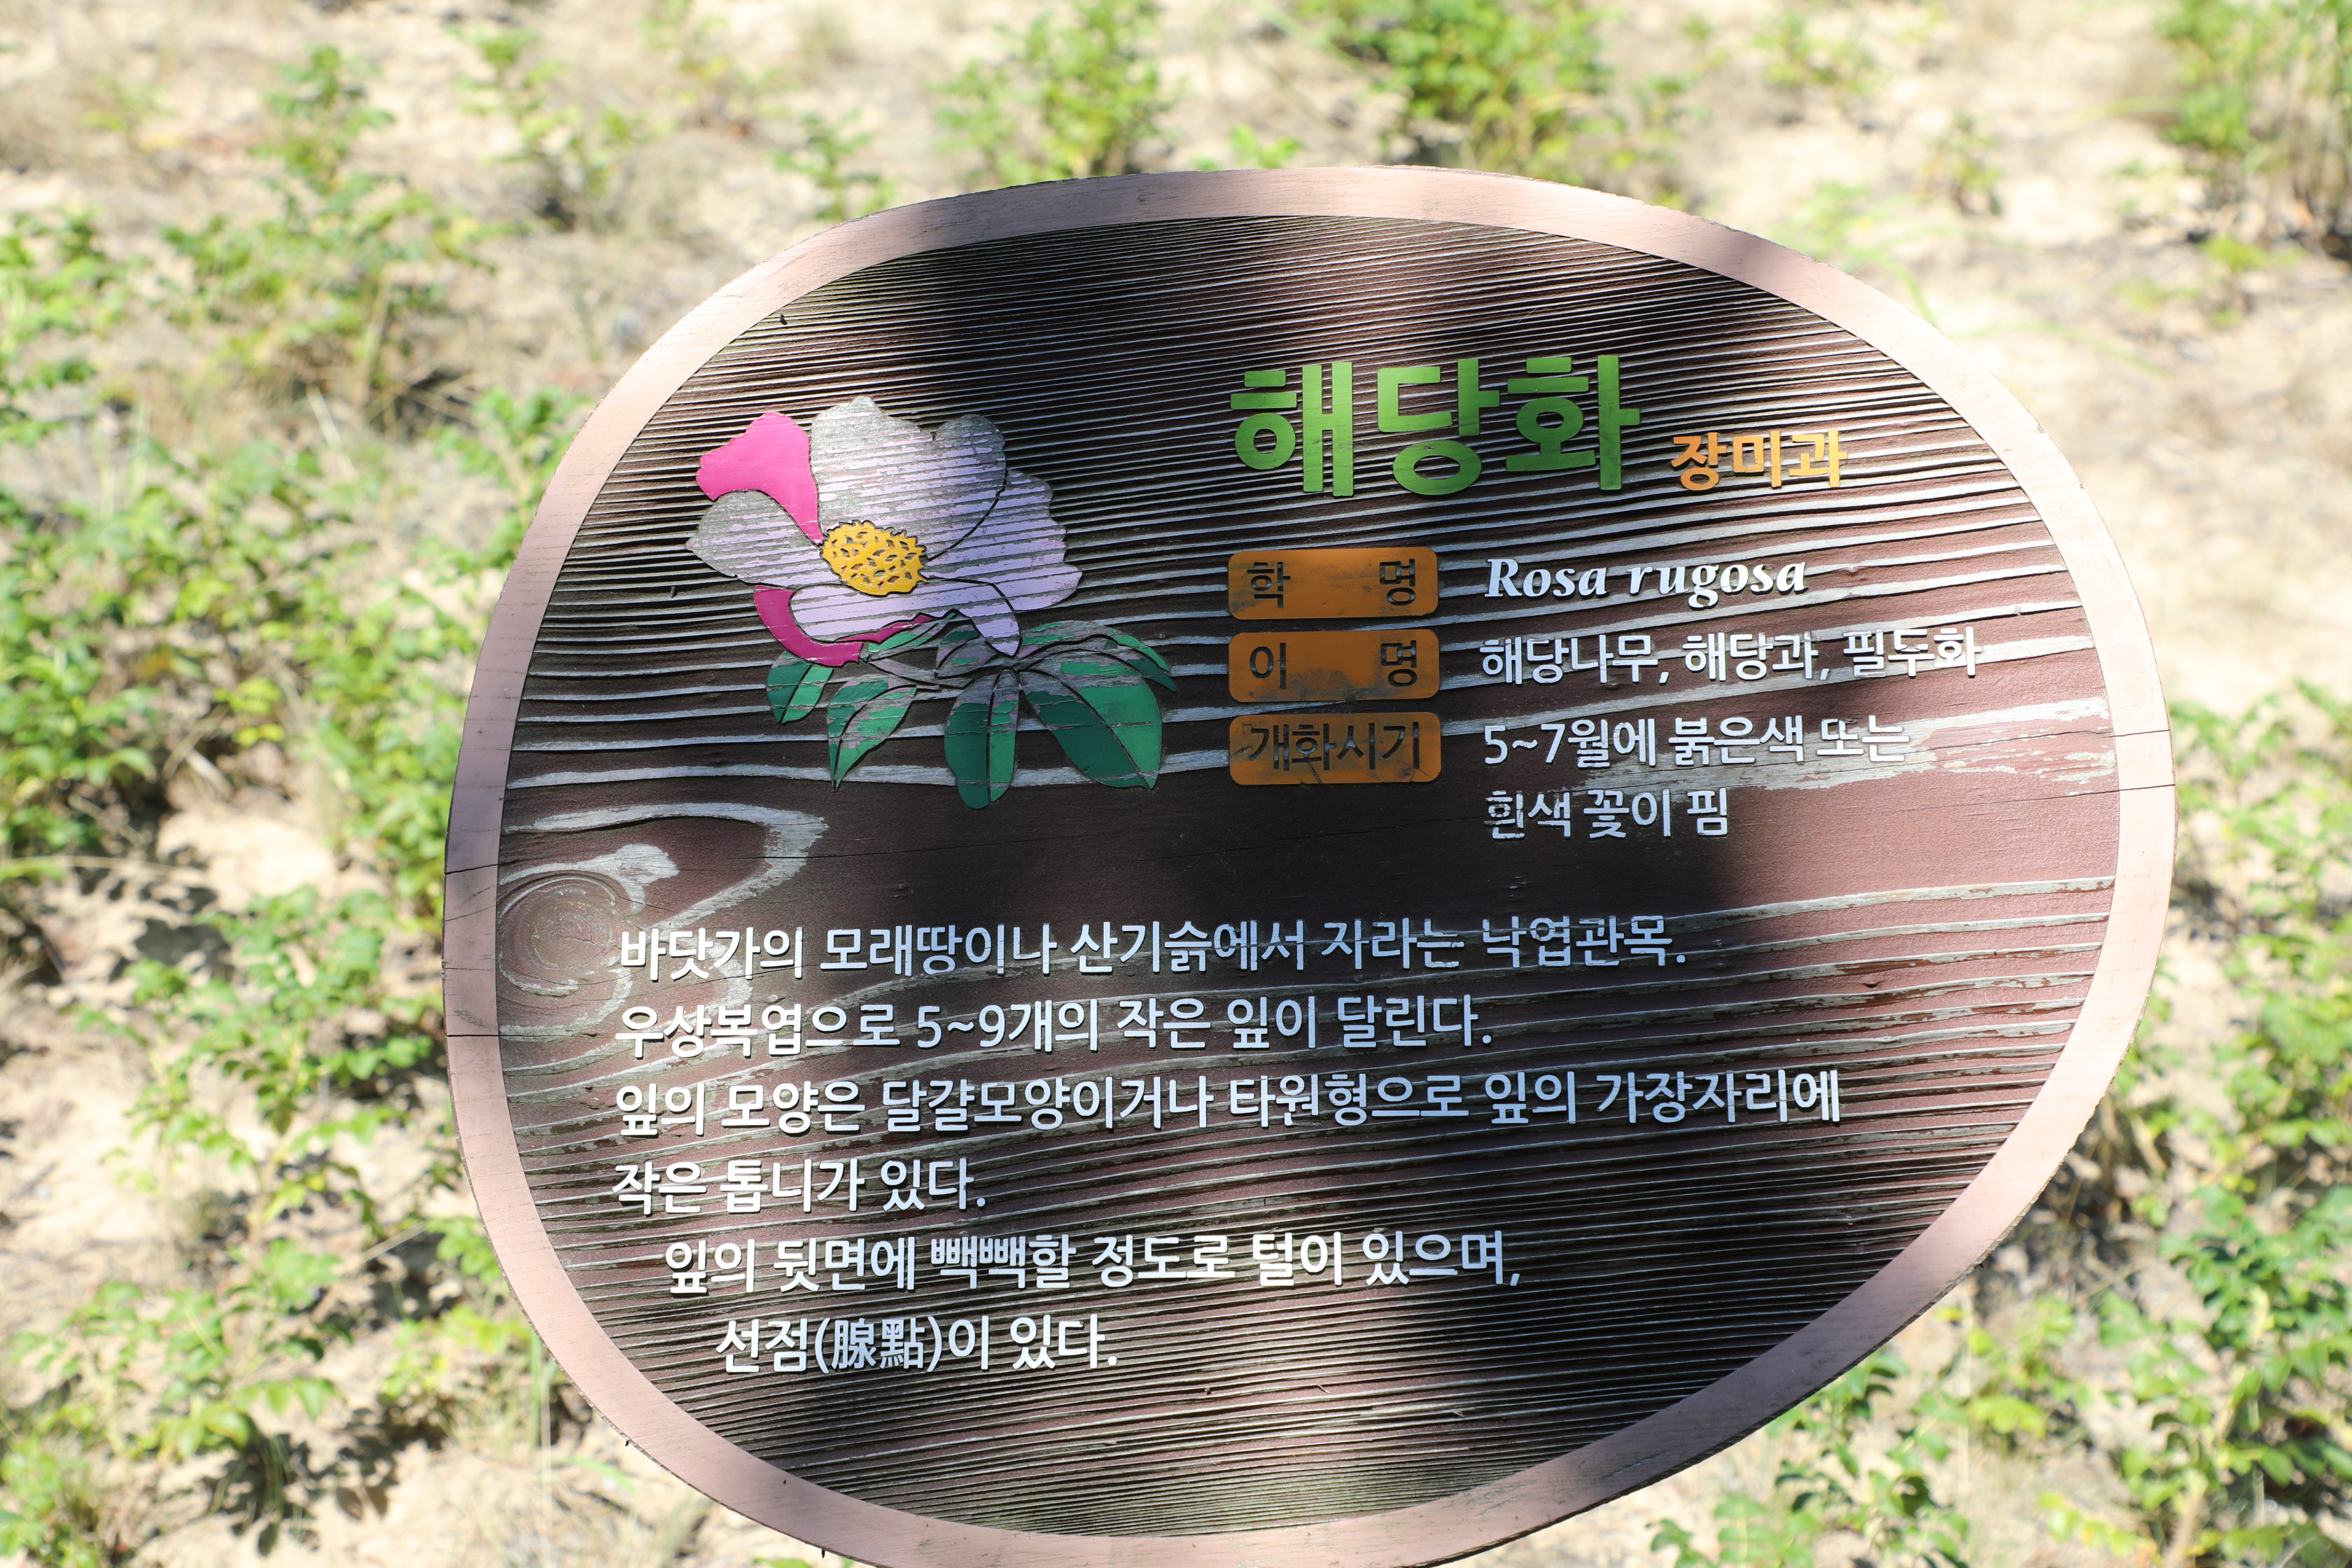 해당화 장미과
학명 Rosa rugosa
이명 해당나무, 해당과, 필두화
개화시기 5~7월에 붉은색 또는
흰색 꽃이 핌
바닷가의 모래땅이나 산기슭에서 자라는 낙엽관목.
우상복엽으로 5~9개의 작은 잎이 달린다.
잎의 모양은 달걀모양이거나 타원형으로 잎의 가장자리에
작은 톱니가 있다.
잎의 뒷면에 빽빽할 정도로 털이 있으며,
선점(腺點)이 있다.